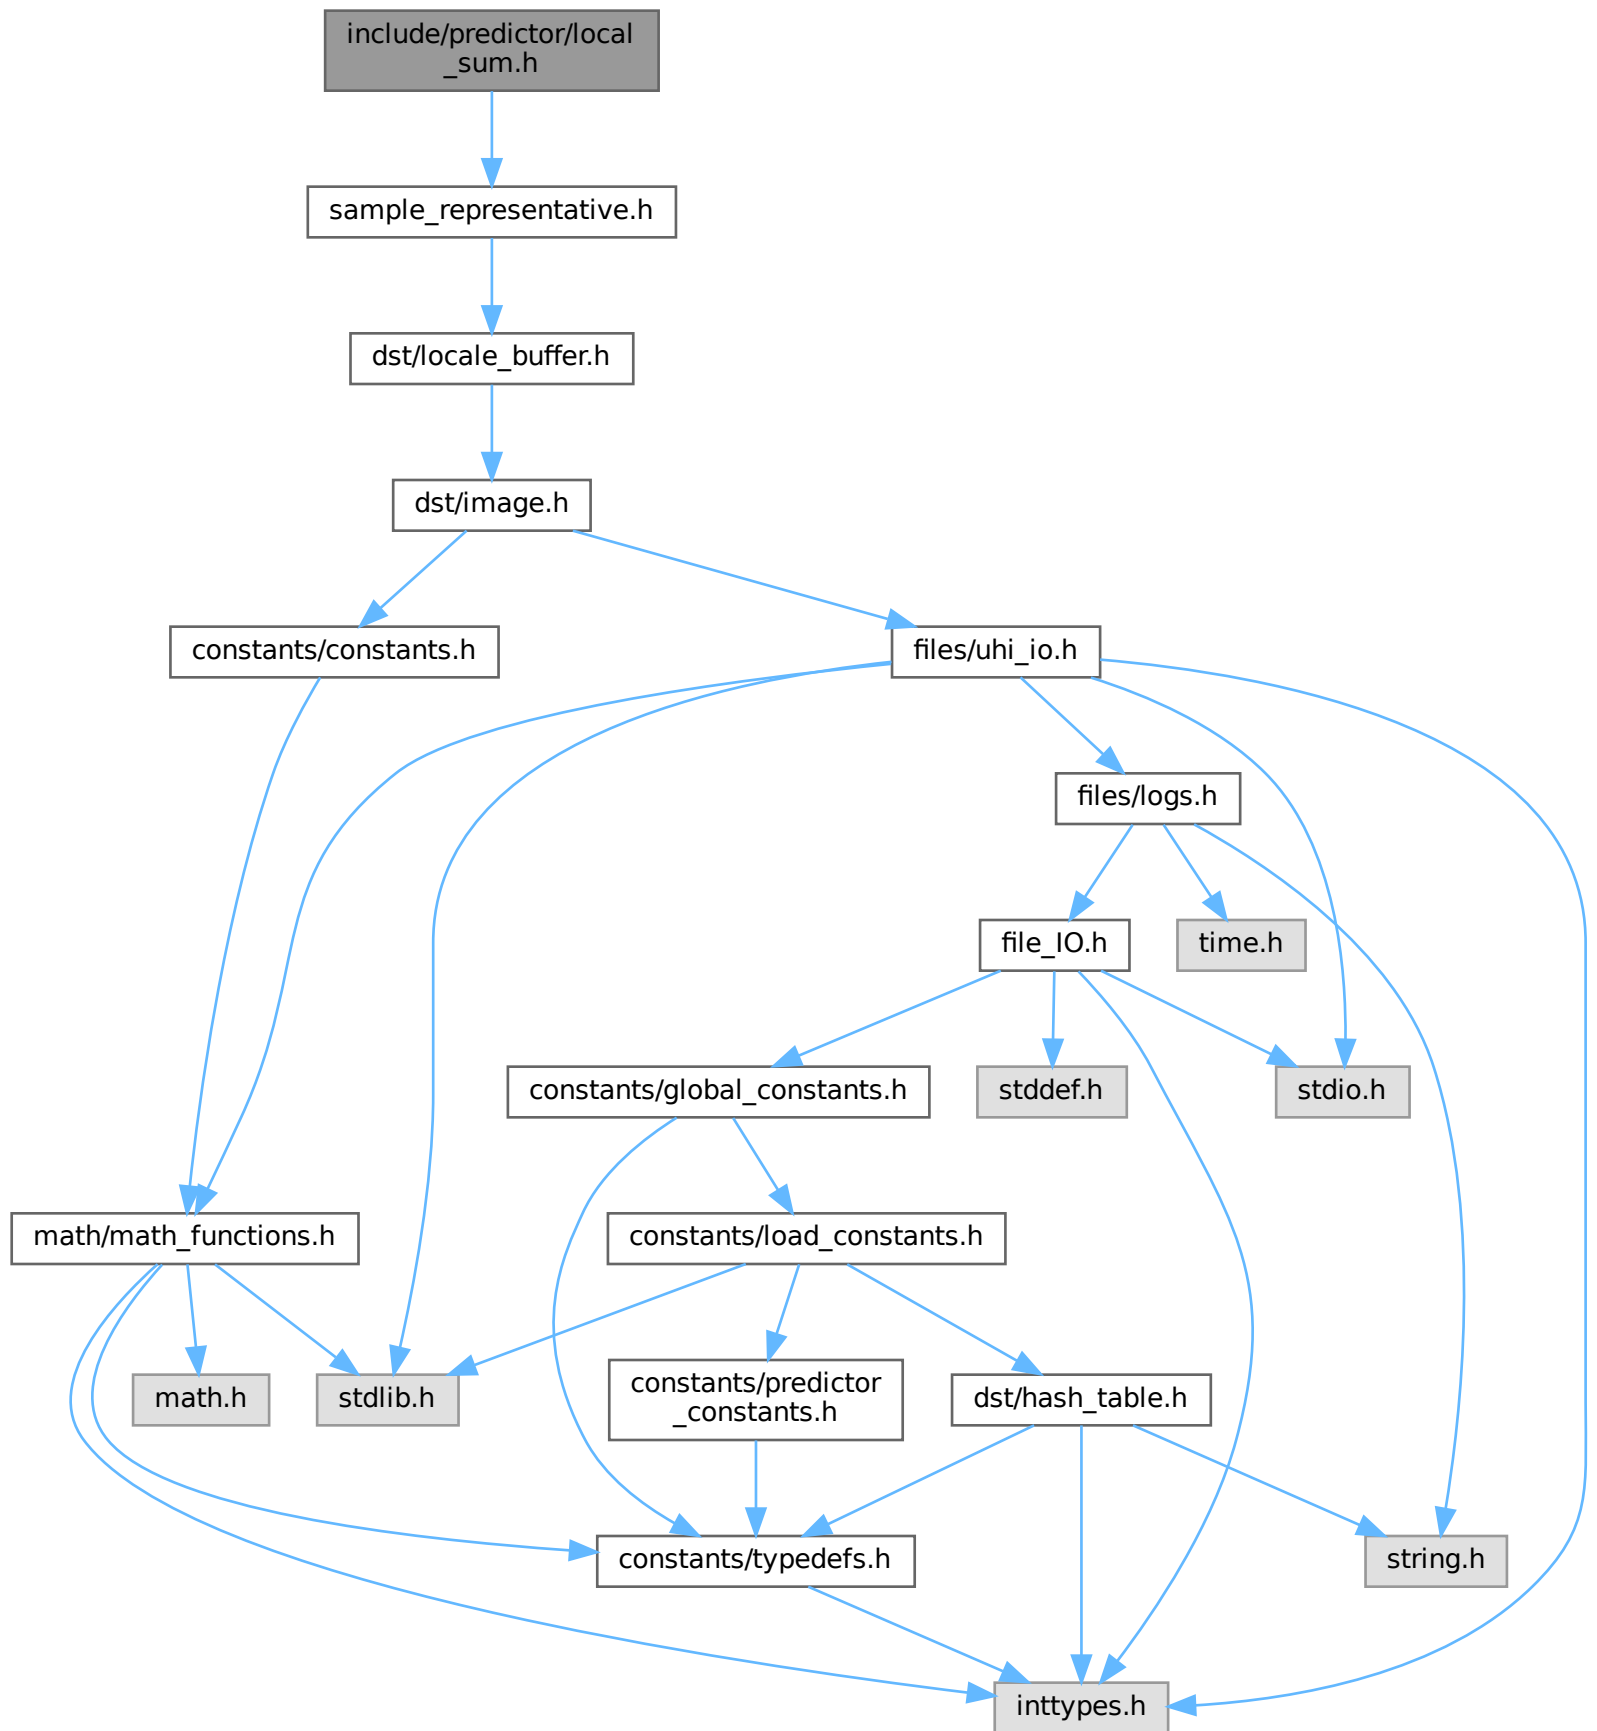 include/predictor/local
_sum.h
sample_representative.h
dst/locale_buffer.h
dst/image.h
constants/constants.h
files/uhi_io.h
files/logs.h
file_IO.h
time.h
constants/global_constants.h
stddef.h
stdio.h
math/math_functions.h
constants/load_constants.h
math.h
stdlib.h
constants/predictor
_constants.h
dst/hash_table.h
constants/typedefs.h
string.h
inttypes.h